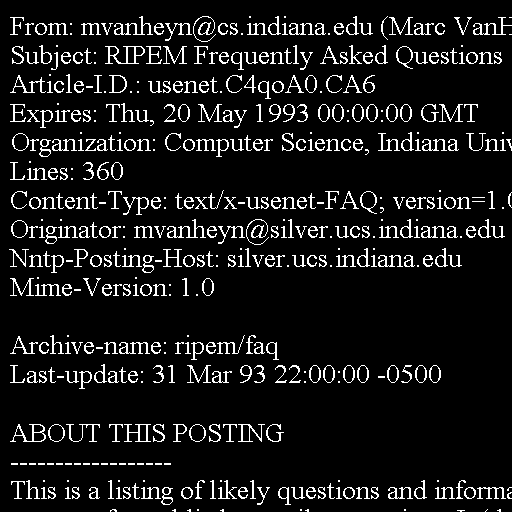 From: mvanheyn@cs.indiana.edu (Marc VanH
Subject: RIPEM Frequently Asked Questions
Article-I.D.: usenet.C4qoA0.CA6
Expires: Thu, 20 May 1993 00:00:00 GMT
Organization: Computer Science, Indiana Univ
Lines: 360
Content-Type: text/x-usenet-FAQ; version=1.0
Originator: mvanheyn@silver.ucs.indiana.edu
Nntp-Posting-Host: silver.ucs.indiana.edu
Mime-Version: 1.0

Archive-name: ripem/faq
Last-update: 31 Mar 93 22:00:00 -0500

ABOUT THIS POSTING
------------------
This is a listing of likely questions and informa